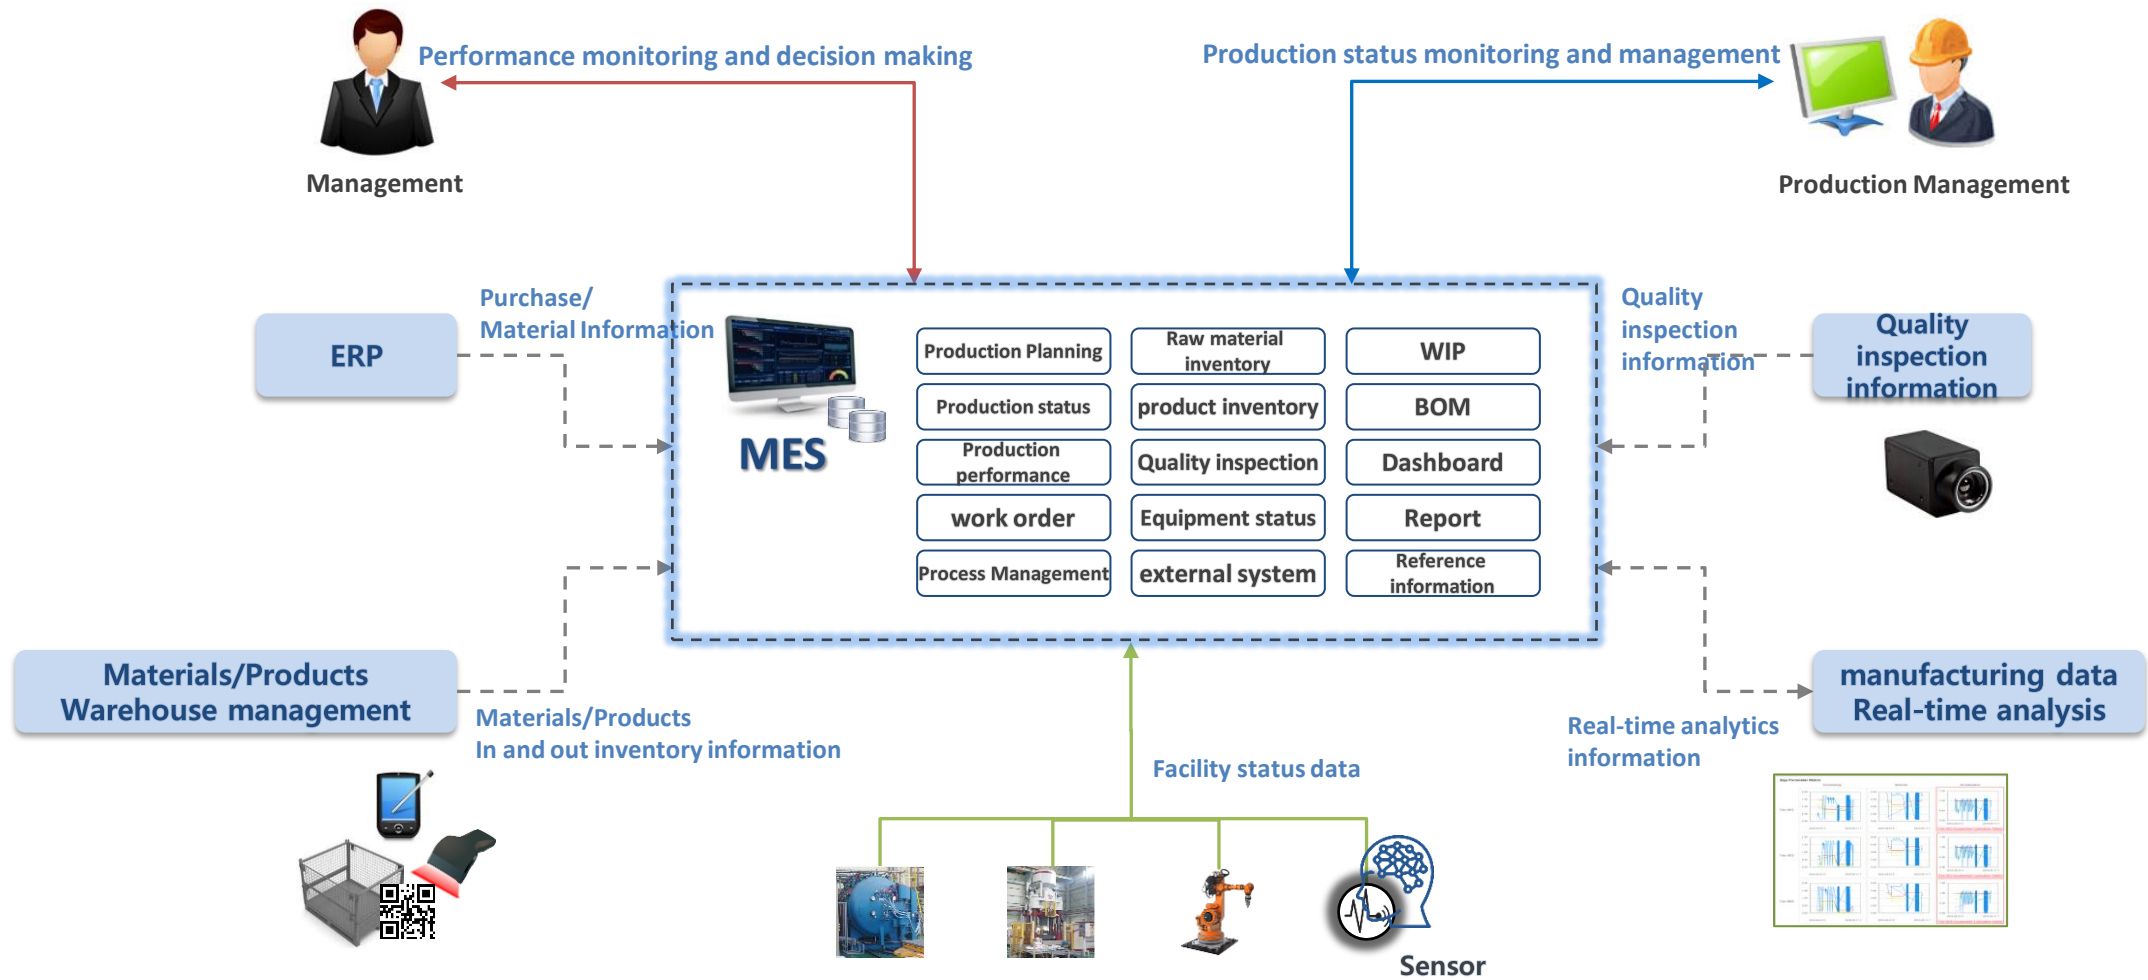 Performance monitoring and decision making
Production status monitoring and management
Management
Production Management
Purchase/
Material Information
ERP
Quality
inspection
information
Quality
inspection
information
MES
Production Planning
Raw material
inventory
WIP
Production status
product inventory
BOM
Production
performance
Quality inspection
Dashboard
work order
Equipment status
Report
Process Management
external system
Reference
information
Materials/Products
Warehouse management
Materials/Products
In and out inventory information
Facility status data
Real-time analytics
information
manufacturing data
Real-time analysis
Sensor